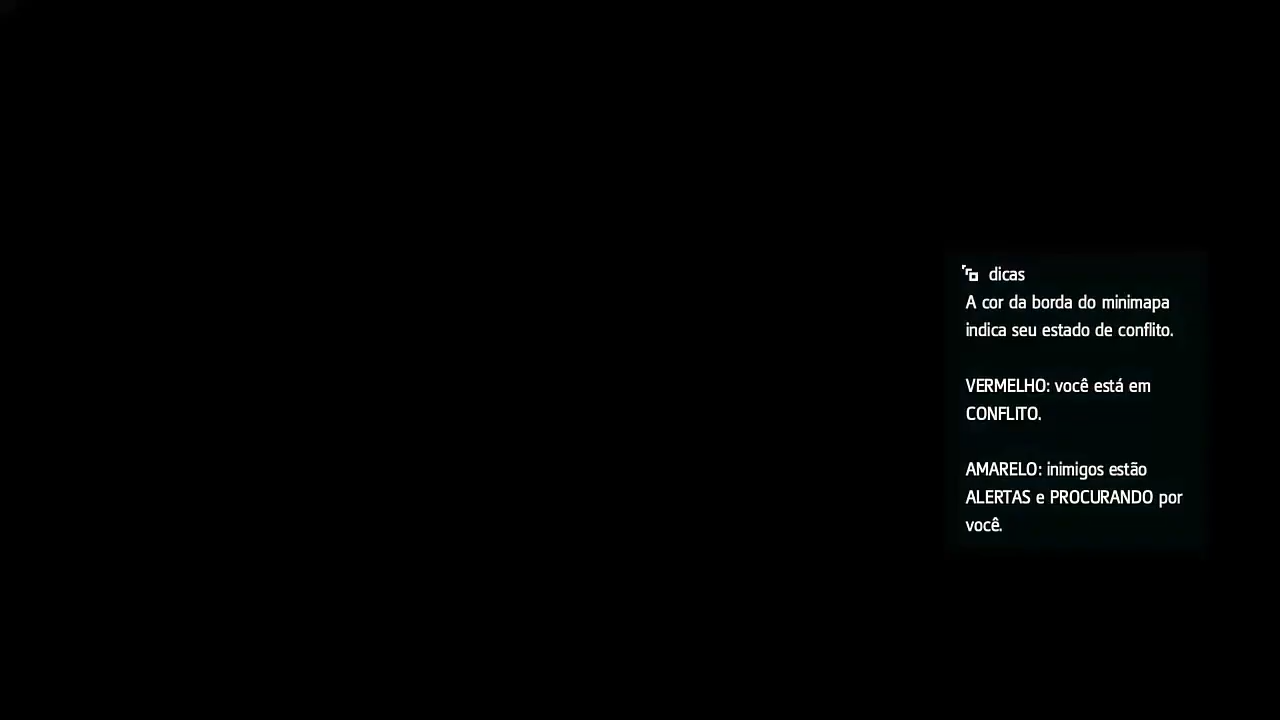 dicas
A cor da borda do minimapa
indica seu estado de conflito.
VERMELHO: você está em
CONFLITO.
AMARELO: inimigos estão
ALERTAS e PROCURANDO por
você.